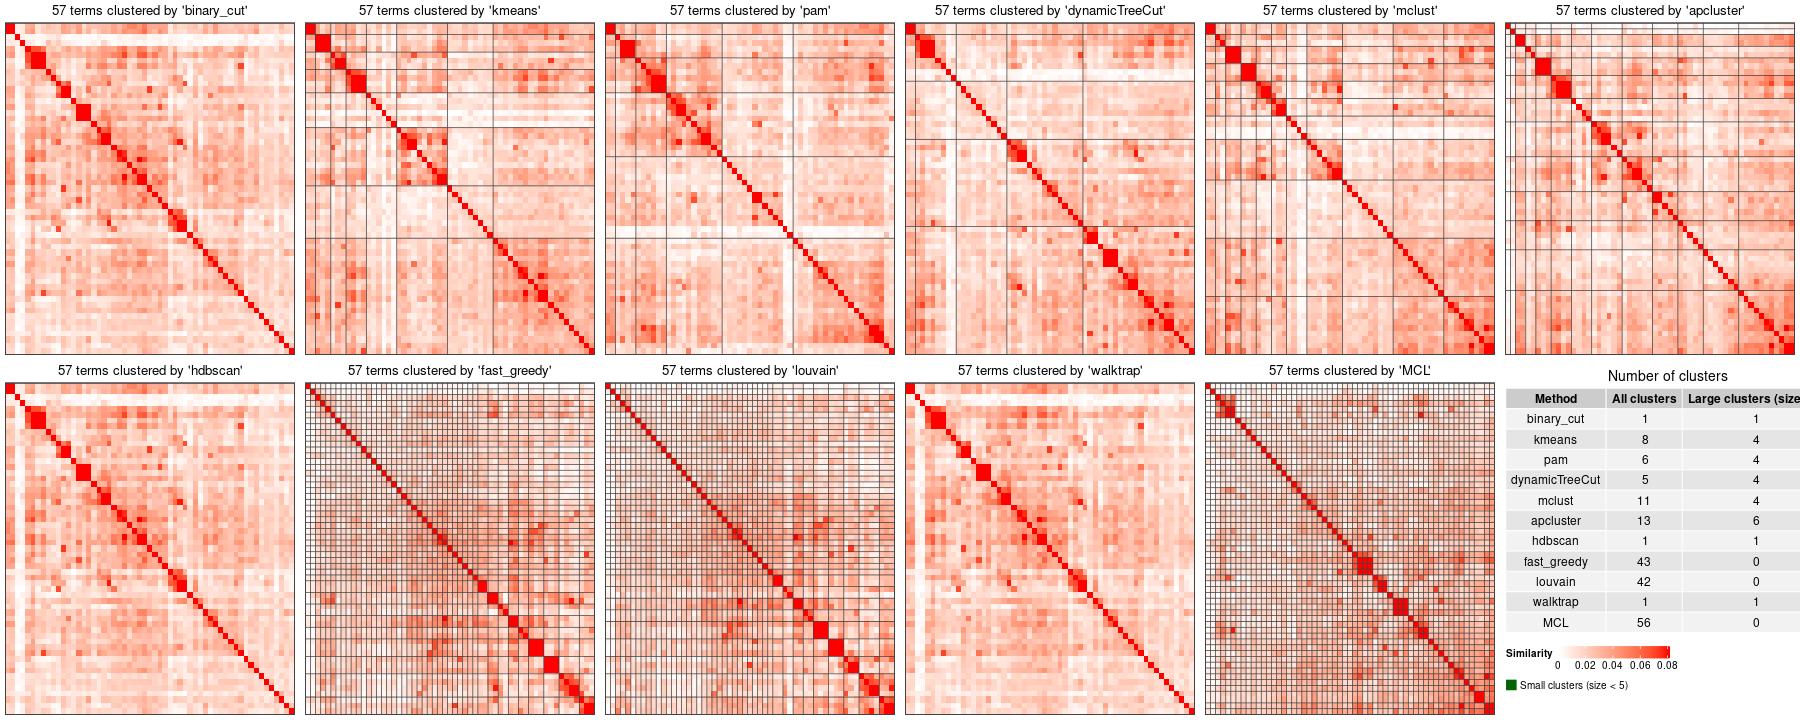 57 terms clustered by 'binary_cut'
57 terms clustered by 'kmeans'
57 terms clustered by 'pam'
57 terms clustered by 'dynamicTreeCut'
57 terms clustered by 'mclust'
57 terms clustered by 'apcluster'
57 terms clustered by 'hdbscan'
57 terms clustered by 'fast_greedy'
57 terms clustered by 'louvain'
57 terms clustered by 'walktrap'
57 terms clustered by 'MCL'
Number of clusters
Method All clusters Large clusters (size
binary_cut 1 1
kmeans 8 4
pam 6 4
dynamicTreeCut 5 4
mclust 11 4
apcluster 13 6
hdbscan 1 1
fast_greedy 43 0
louvain 42 0
walktrap 1 1
MCL 56 0
Similarity
0 0.02 0.04 0.06 0.08
Small clusters (size < 5)